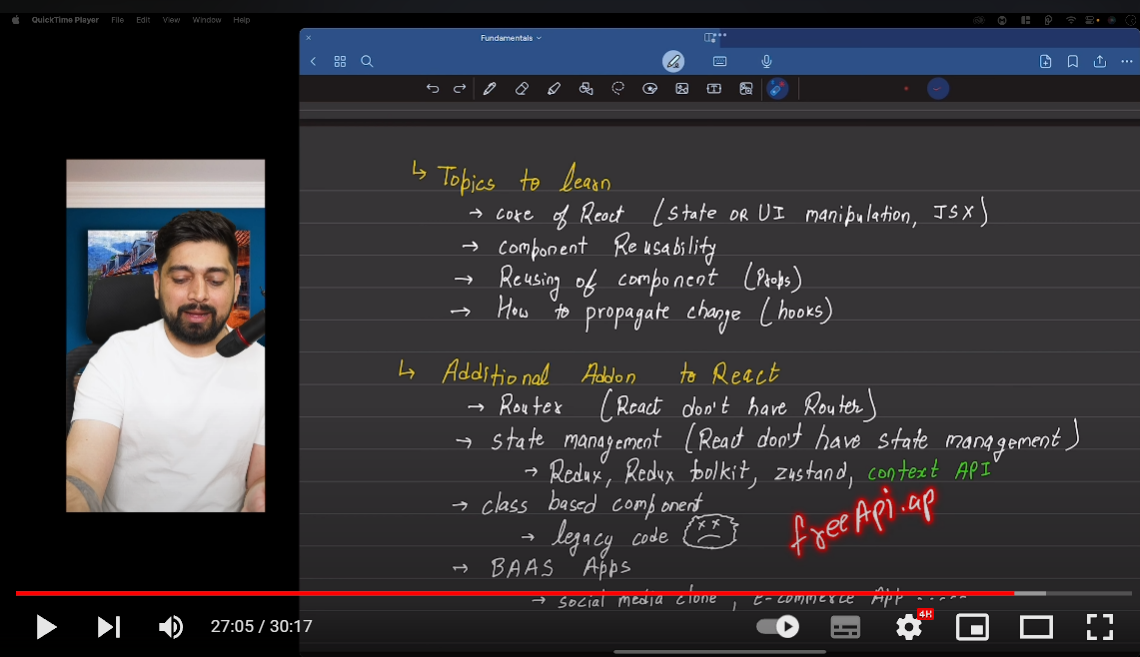 QuickTime Player File Edit View Window Help
Fundamentals
↳ Topics to learn
→ core of React (state OR UI manipulation, JSX)
→ component Reusability
→ Reusing of component (Props)
→ How to propagate change (hooks)
↳ Additional Addon to React
→ Router (React don't have Router)
→ state management (React don't have state management)
→ Redux, Redux toolkit, zustand, context API
→ class based component
→ legacy code
freeApi.ap
→ BAAS Apps
→ social media clone, E-commerce App .....
27:05 / 30:17
4K